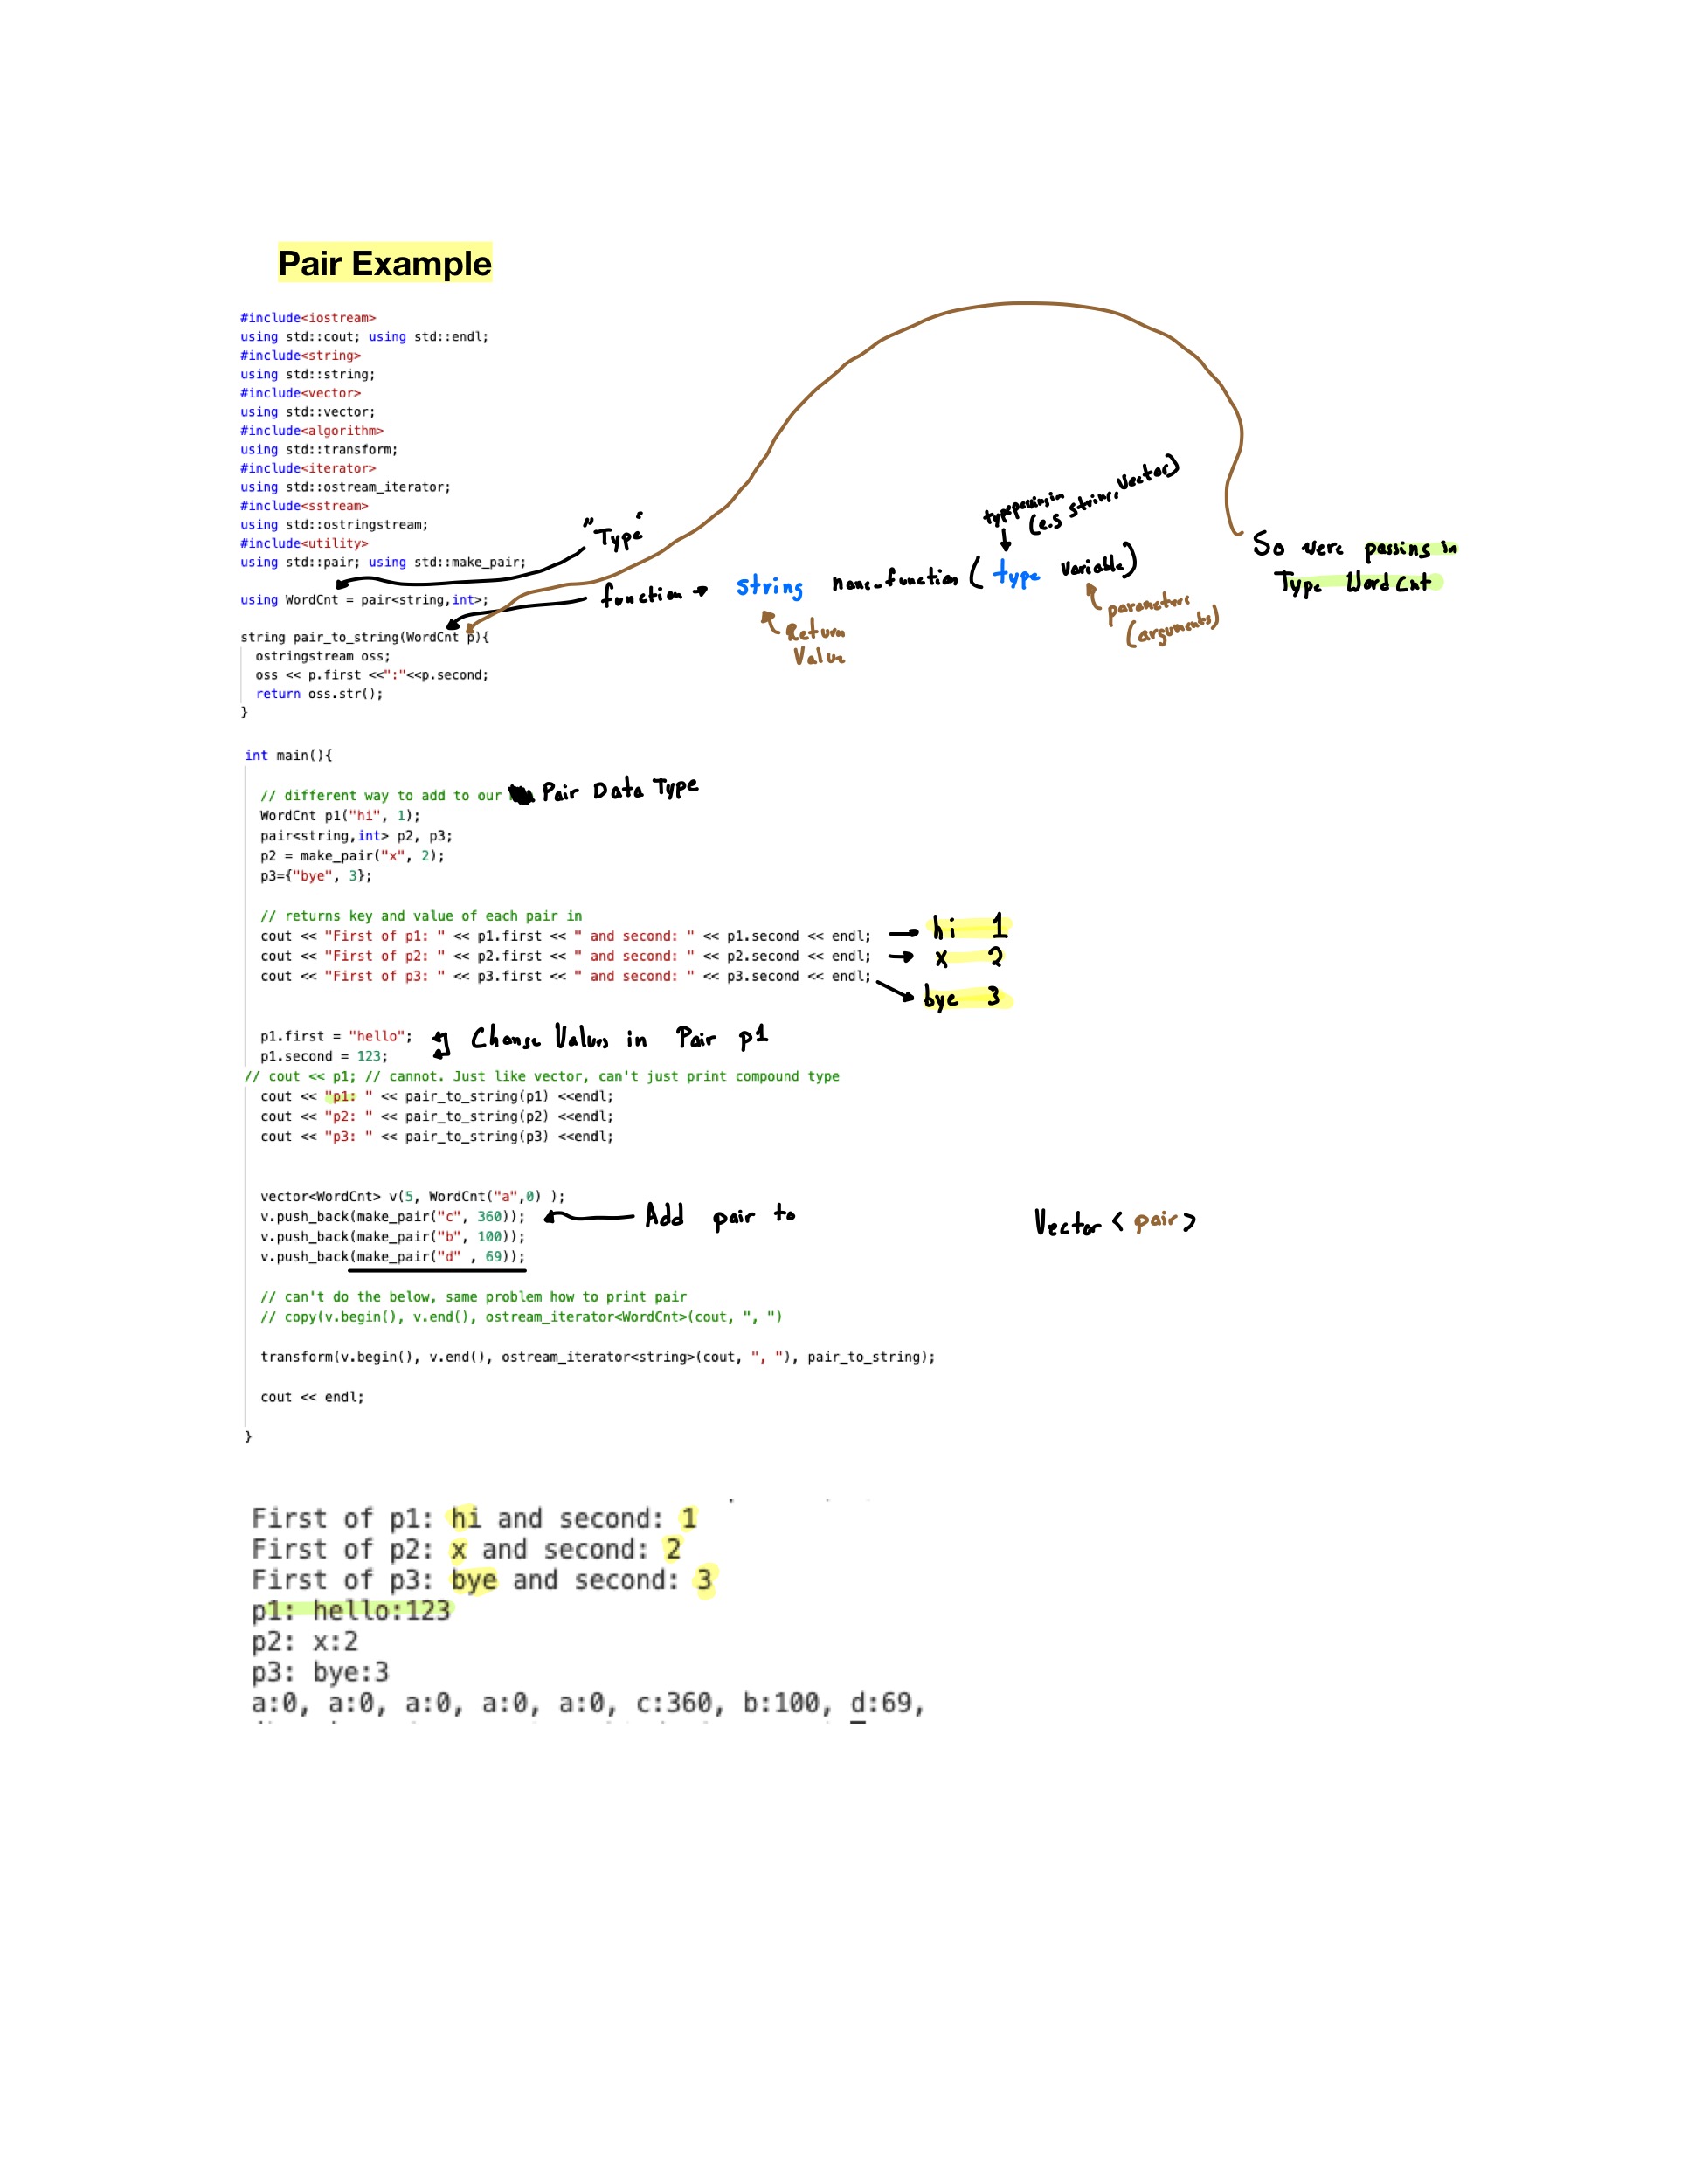 Pair Example
#include<iostream>
using std::cout; using std::endl;
#include<string>
using std::string;
#include<vector>
using std::vector;
#include<algorithm>
using std::transform;
#include<iterator>
using std::ostream_iterator;
#include<sstream>
using std::ostringstream;
#include<utility>
using std::pair; using std::make_pair;
"Type"
using WordCnt = pair<string,int>;
function → string name_function ( type variable)
type passing in
(e.g string, vector)
Return
Value
parameters
(arguments)
So were passing in
Type WordCnt
string pair_to_string(WordCnt p){
ostringstream oss;
oss << p.first <<":"<<p.second;
return oss.str();
}
int main(){
// different way to add to our Pair Data Type
WordCnt p1("hi", 1);
pair<string,int> p2, p3;
p2 = make_pair("x", 2);
p3={"bye", 3};
// returns key and value of each pair in
cout << "First of p1: " << p1.first << " and second: " << p1.second << endl; → hi 1
cout << "First of p2: " << p2.first << " and second: " << p2.second << endl; → x 2
cout << "First of p3: " << p3.first << " and second: " << p3.second << endl; → bye 3
p1.first = "hello"; Change Values in Pair p1
p1.second = 123;
// cout << p1; // cannot. Just like vector, can't just print compound type
cout << "p1: " << pair_to_string(p1) <<endl;
cout << "p2: " << pair_to_string(p2) <<endl;
cout << "p3: " << pair_to_string(p3) <<endl;
vector<WordCnt> v(5, WordCnt("a",0) );
v.push_back(make_pair("c", 360)); ← Add pair to Vector < pair >
v.push_back(make_pair("b", 100));
v.push_back(make_pair("d" , 69));
// can't do the below, same problem how to print pair
// copy(v.begin(), v.end(), ostream_iterator<WordCnt>(cout, ", ")
transform(v.begin(), v.end(), ostream_iterator<string>(cout, ", "), pair_to_string);
cout << endl;
}
First of p1: hi and second: 1
First of p2: x and second: 2
First of p3: bye and second: 3
p1: hello:123
p2: x:2
p3: bye:3
a:0, a:0, a:0, a:0, a:0, c:360, b:100, d:69,